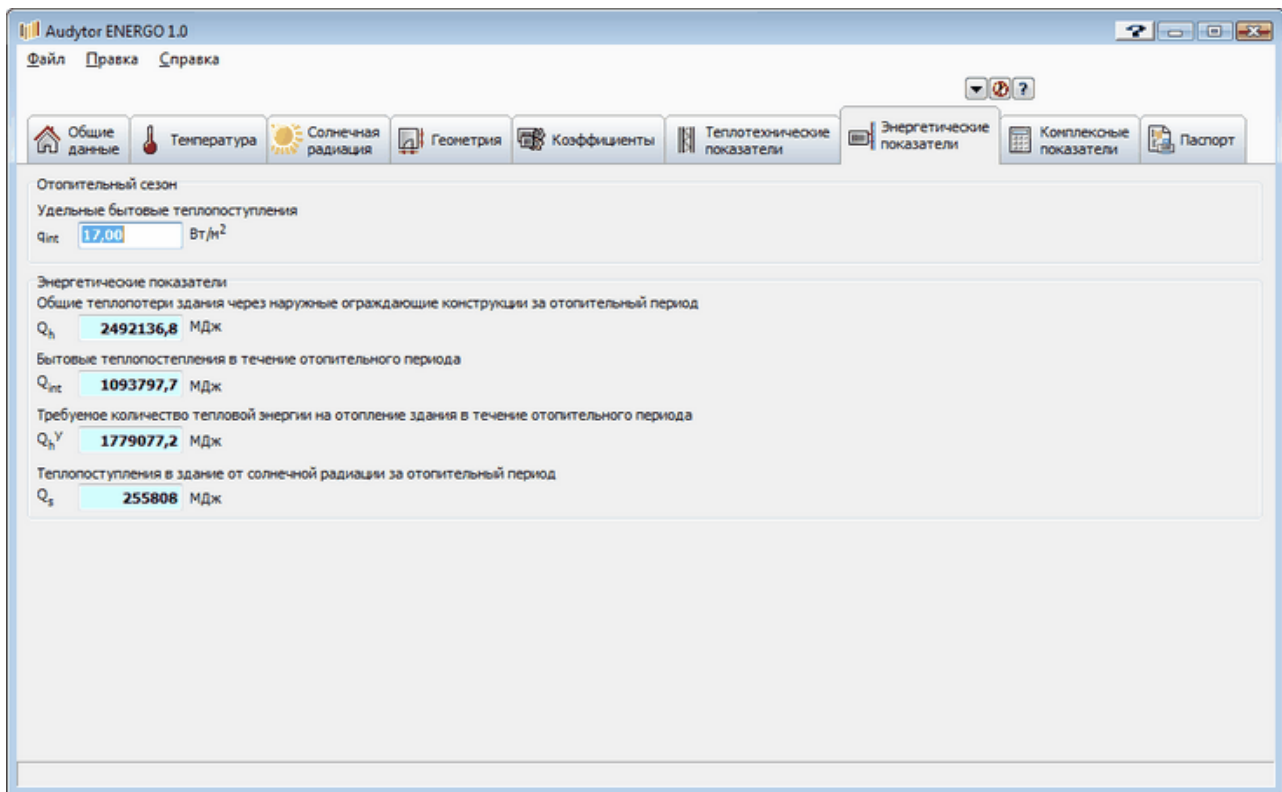 Audytor ENERGO 1.0
Файл Правка Справка
Общие данные
Температура
Солнечная радиация
Геометрия
Коэффициенты
Теплотехнические показатели
Энергетические показатели
Комплексные показатели
Паспорт
Отопительный сезон
Удельные бытовые теплопоступления
qint 17,00 Вт/м²
Энергетические показатели
Общие теплопотери здания через наружные ограждающие конструкции за отопительный период
Qh 2492136,8 МДж
Бытовые теплопостепления в течение отопительного периода
Qint 1093797,7 МДж
Требуемое количество тепловой энергии на отопление здания в течение отопительного периода
Qhʸ 1779077,2 МДж
Теплопоступления в здание от солнечной радиации за отопительный период
Qs 255808 МДж